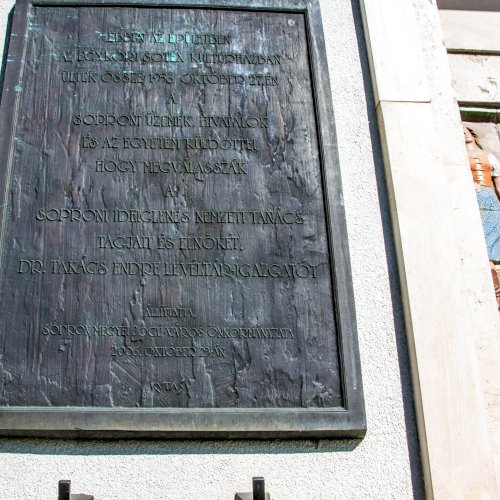 EBBEN AZ ÉPÜLETBEN
AZ EGYKORI SOTEX KULTÚRHÁZBAN
ÜLTEK ÖSSZE 1956. OKTÓBER 27.ÉN
A
SOPRONI ÜZEMEK, HIVATALOK
ÉS AZ EGYETEM KÜLDÖTTEI,
HOGY MEGVÁLASSZÁK
A
SOPRONI IDEIGLENES NEMZETI TANÁCS
TAGJAIT ÉS ELNÖKÉT,
DR. TAKÁCS ENDRE LEVÉLTÁR-IGAZGATÓT
ÁLLÍTTATTA:
SOPRON MEGYEI JOGÚ VÁROS ÖNKORMÁNYZATA
2006. OKTÓBER 23-ÁN